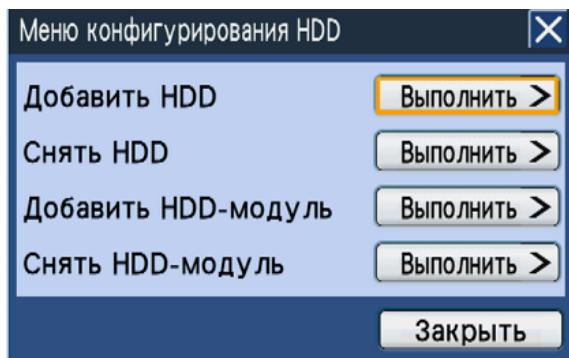 Меню конфигурирования HDD
Добавить HDD Выполнить >
Снять HDD Выполнить >
Добавить HDD-модуль Выполнить >
Снять HDD-модуль Выполнить >
Закрыть